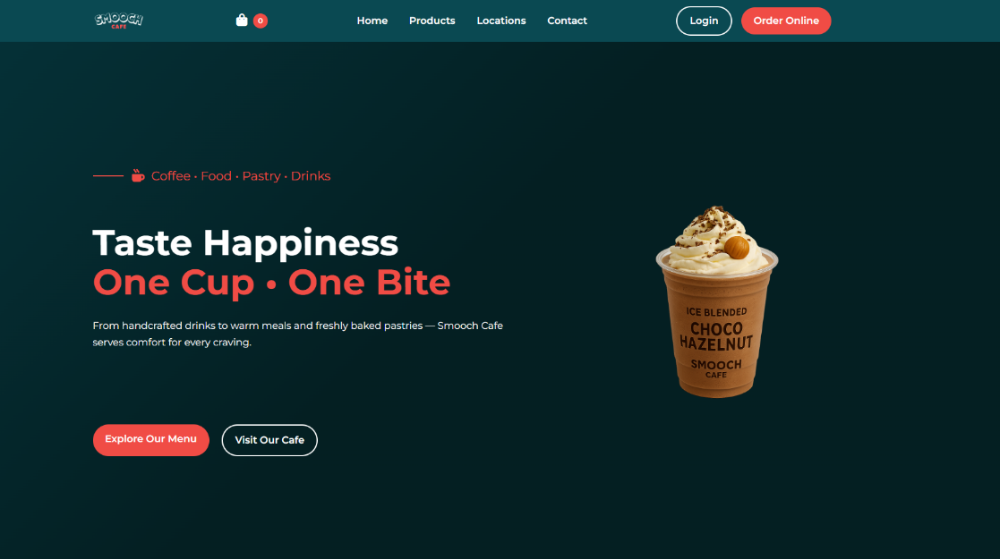 SMOOCH
CAFE
0
Home
Products
Locations
Contact
Login
Order Online
Coffee • Food • Pastry • Drinks
Taste Happiness
One Cup • One Bite
From handcrafted drinks to warm meals and freshly baked pastries — Smooch Cafe
serves comfort for every craving.
ICE BLENDED
CHOCO
HAZELNUT
SMOOCH
CAFE
Explore Our Menu
Visit Our Cafe